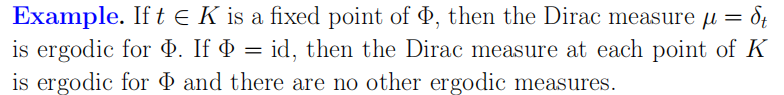 Example. If t ∈ K is a fixed point of Φ, then the Dirac measure μ = δₜ
is ergodic for Φ. If Φ = id, then the Dirac measure at each point of K
is ergodic for Φ and there are no other ergodic measures.